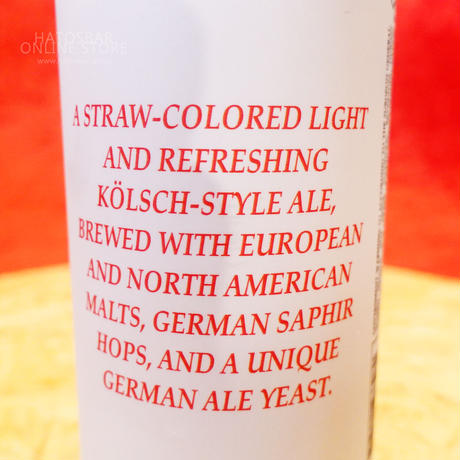 HATOSBAR
ONLINE STORE
A STRAW-COLORED LIGHT
AND REFRESHING
KÖLSCH-STYLE ALE,
BREWED WITH EUROPEAN
AND NORTH AMERICAN
MALTS, GERMAN SAPHIR
HOPS, AND A UNIQUE
GERMAN ALE YEAST.